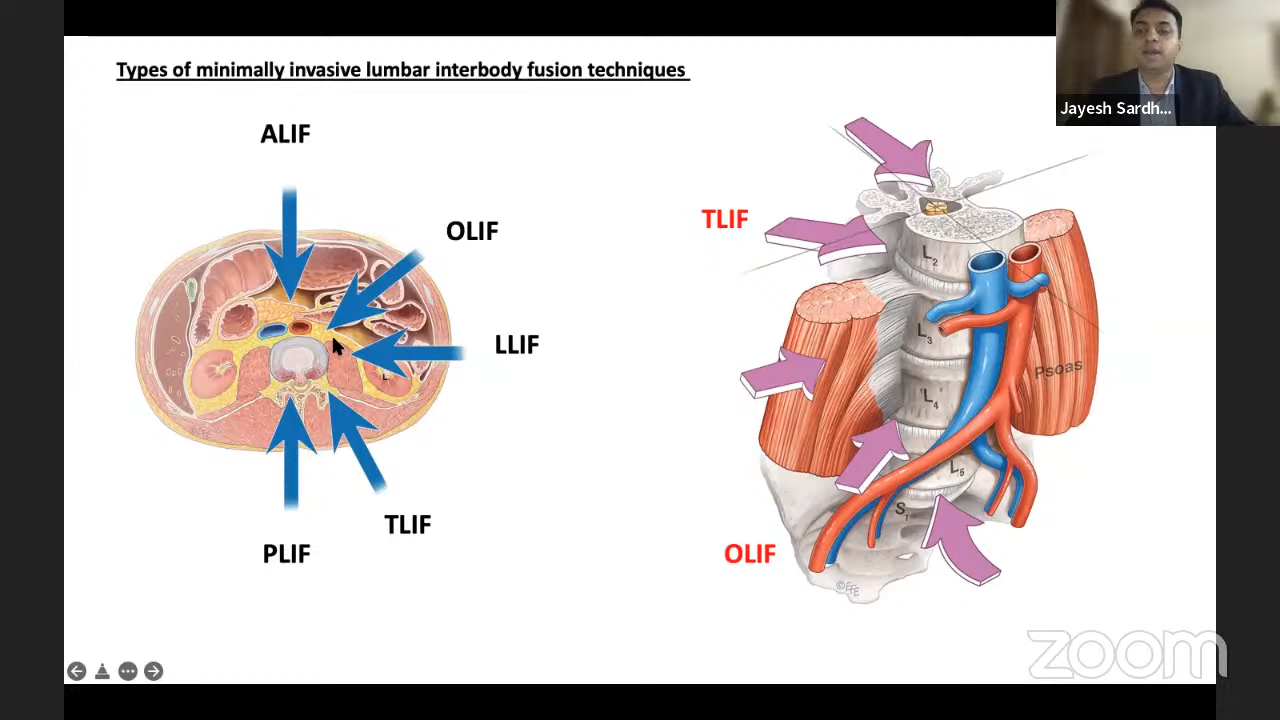 Types of minimally invasive lumbar interbody fusion techniques
Jayesh Sardh...
ALIF
OLIF
LLIF
TLIF
PLIF
TLIF
L2
L3
L4
L5
S1
Psoas
OLIF
©EFE
zoom